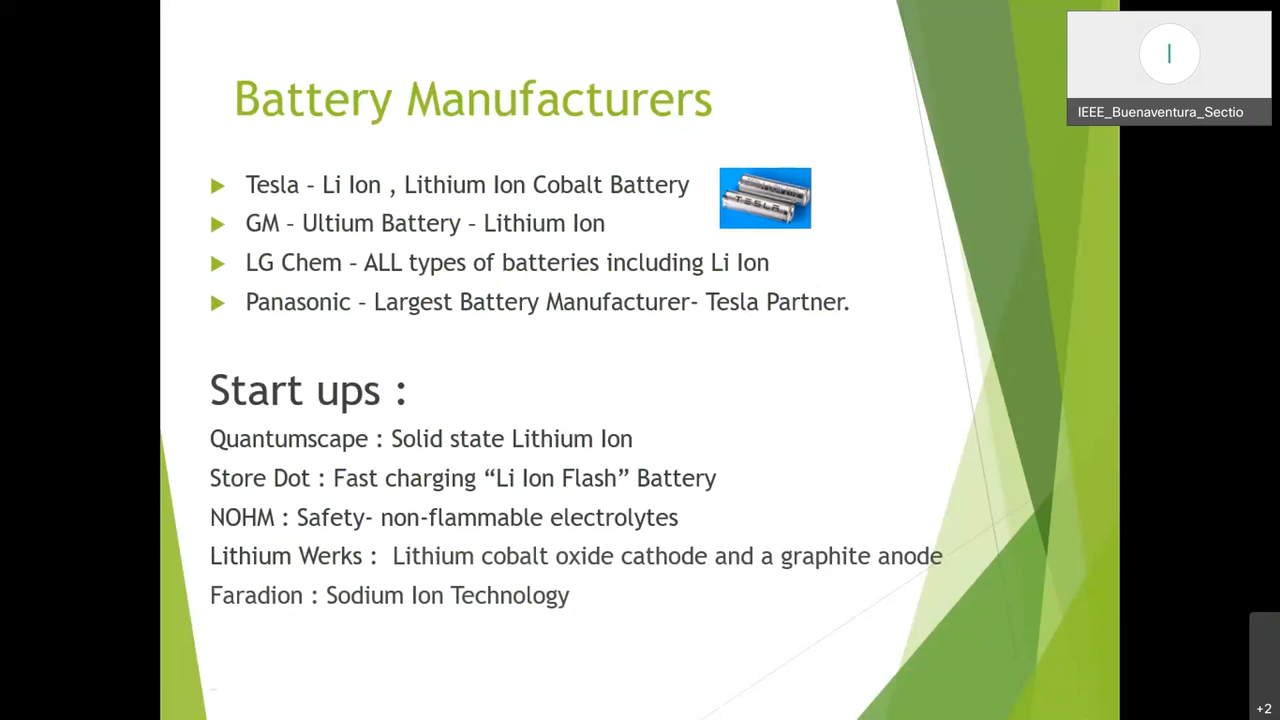 Battery Manufacturers
Tesla – Li Ion , Lithium Ion Cobalt Battery
GM – Ultium Battery – Lithium Ion
LG Chem – ALL types of batteries including Li Ion
Panasonic – Largest Battery Manufacturer- Tesla Partner.
TESLA
Start ups :
Quantumscape : Solid state Lithium Ion
Store Dot : Fast charging “Li Ion Flash” Battery
NOHM : Safety- non-flammable electrolytes
Lithium Werks : Lithium cobalt oxide cathode and a graphite anode
Faradion : Sodium Ion Technology
I
IEEE_Buenaventura_Sectio
+2